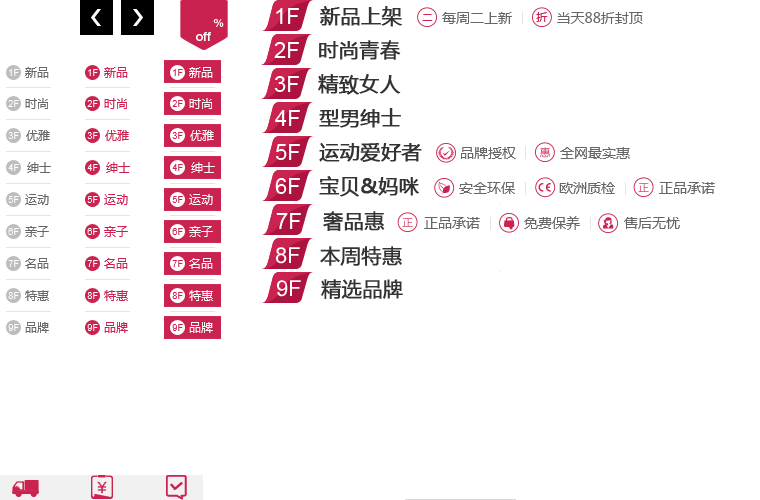 %
off
1F 新品 1F 新品 1F 新品
2F 时尚 2F 时尚 2F 时尚
3F 优雅 3F 优雅 3F 优雅
4F 绅士 4F 绅士 4F 绅士
5F 运动 5F 运动 5F 运动
6F 亲子 6F 亲子 6F 亲子
7F 名品 7F 名品 7F 名品
8F 特惠 8F 特惠 8F 特惠
9F 品牌 9F 品牌 9F 品牌
¥
1F 新品上架 二 每周二上新 折 当天88折封顶
2F 时尚青春
3F 精致女人
4F 型男绅士
5F 运动爱好者 品牌授权 惠 全网最实惠
6F 宝贝&妈咪 安全环保 CE 欧洲质检 正 正品承诺
7F 奢品惠 正 正品承诺 免费保养 售后无忧
8F 本周特惠
9F 精选品牌